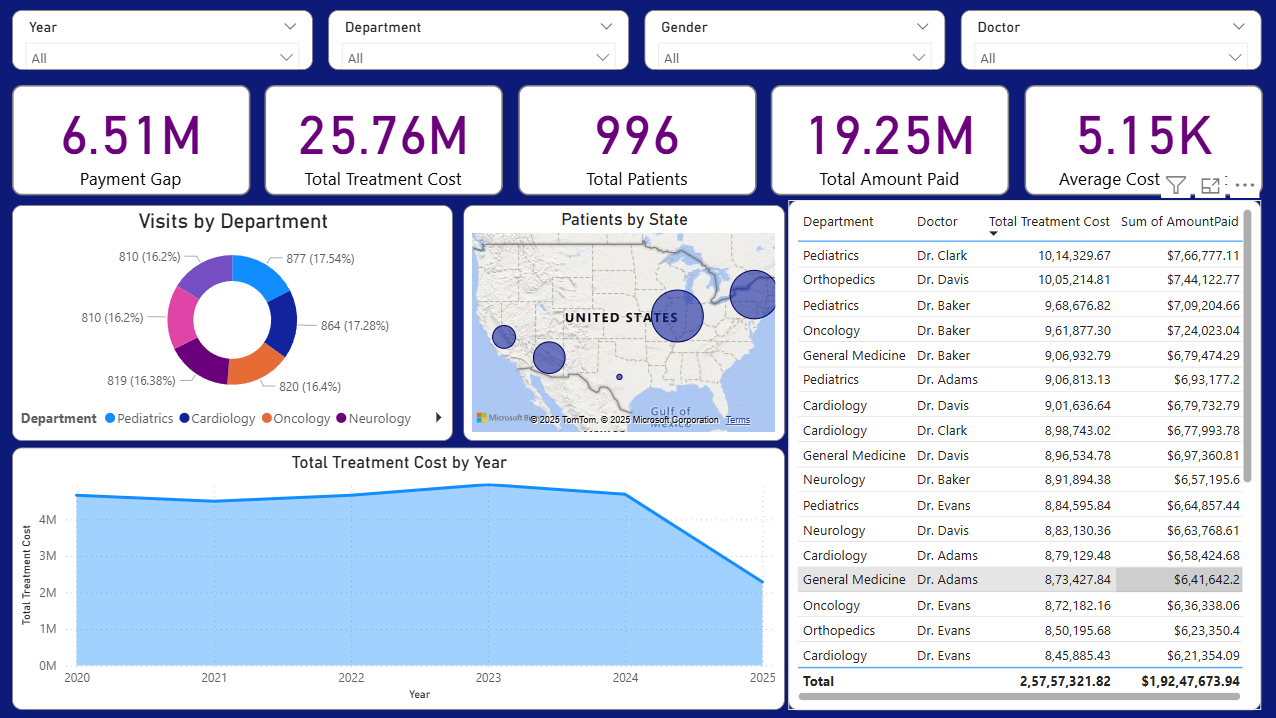 Year
All
Department
All
Gender
All
Doctor
All
6.51M
Payment Gap
25.76M
Total Treatment Cost
996
Total Patients
19.25M
Total Amount Paid
5.15K
Average Cost
Visits by Department
810 (16.2%)
877 (17.54%)
810 (16.2%)
864 (17.28%)
819 (16.38%)
820 (16.4%)
Department Pediatrics Cardiology Oncology Neurology
Patients by State
UNITED STATES
Gulf of
Microsoft
© 2025 TomTom, © 2025 Microsoft Corporation Terms
Total Treatment Cost by Year
Total Treatment Cost
4M
3M
2M
1M
0M
2020 2021 2022 2023 2024 2025
Year
Department Doctor Total Treatment Cost Sum of AmountPaid
Pediatrics Dr. Clark 10,14,329.67 $7,66,777.11
Orthopedics Dr. Davis 10,05,214.81 $7,44,122.77
Pediatrics Dr. Baker 9,68,676.82 $7,09,204.66
Oncology Dr. Baker 9,61,877.30 $7,24,023.04
General Medicine Dr. Baker 9,06,932.79 $6,79,474.29
Pediatrics Dr. Adams 9,06,813.13 $6,93,177.2
Cardiology Dr. Davis 9,01,636.64 $6,79,732.79
Cardiology Dr. Clark 8,98,743.02 $6,77,993.78
General Medicine Dr. Davis 8,96,534.78 $6,97,360.81
Neurology Dr. Baker 8,91,894.38 $6,57,195.6
Pediatrics Dr. Evans 8,84,595.84 $6,64,857.44
Neurology Dr. Davis 8,83,130.36 $6,63,768.61
Cardiology Dr. Adams 8,79,129.48 $6,58,424.68
General Medicine Dr. Adams 8,73,427.84 $6,41,642.2
Oncology Dr. Evans 8,72,182.16 $6,36,338.06
Orthopedics Dr. Evans 8,50,195.68 $6,23,350.4
Cardiology Dr. Evans 8,45,885.43 $6,21,354.09
Total 2,57,57,321.82 $1,92,47,673.94